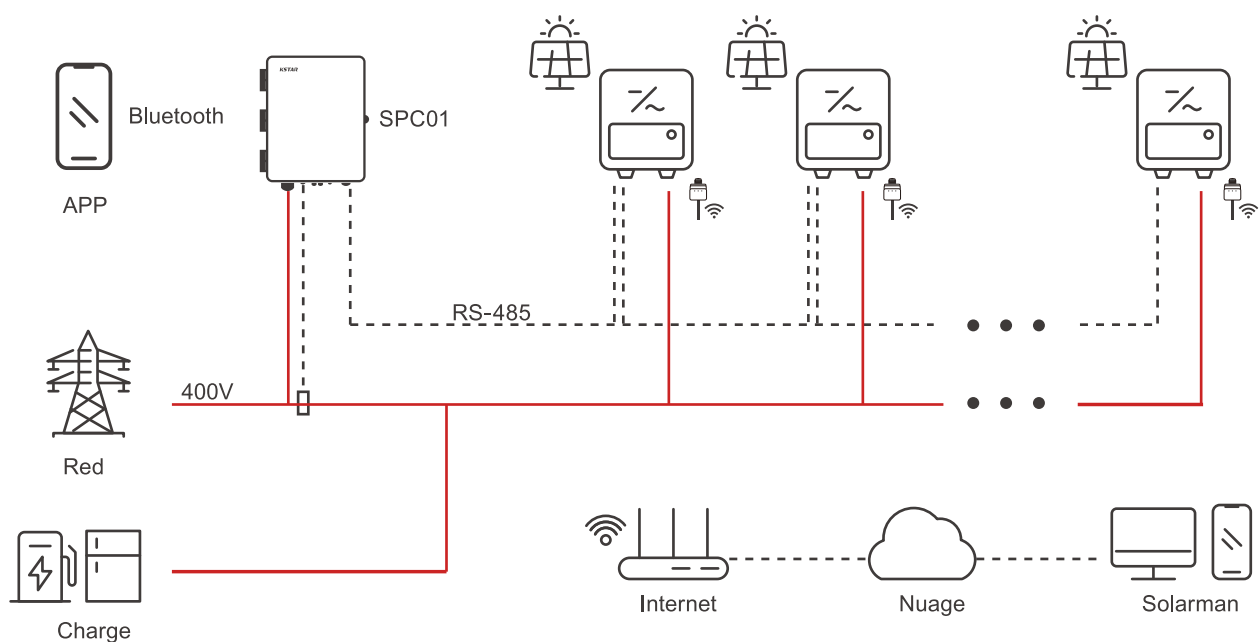 KSTAR
Bluetooth
SPC01
APP
RS-485
400V
Red
Internet
Nuage
Solarman
Charge